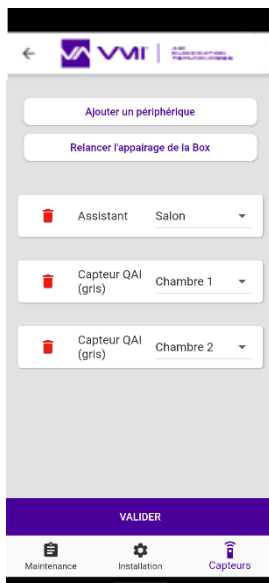 VMI
Ajouter un périphérique
Relancer l'appairage de la Box
Assistant Salon
Capteur QAI
(gris) Chambre 1
Capteur QAI
(gris) Chambre 2
VALIDER
Maintenance Installation Capteurs